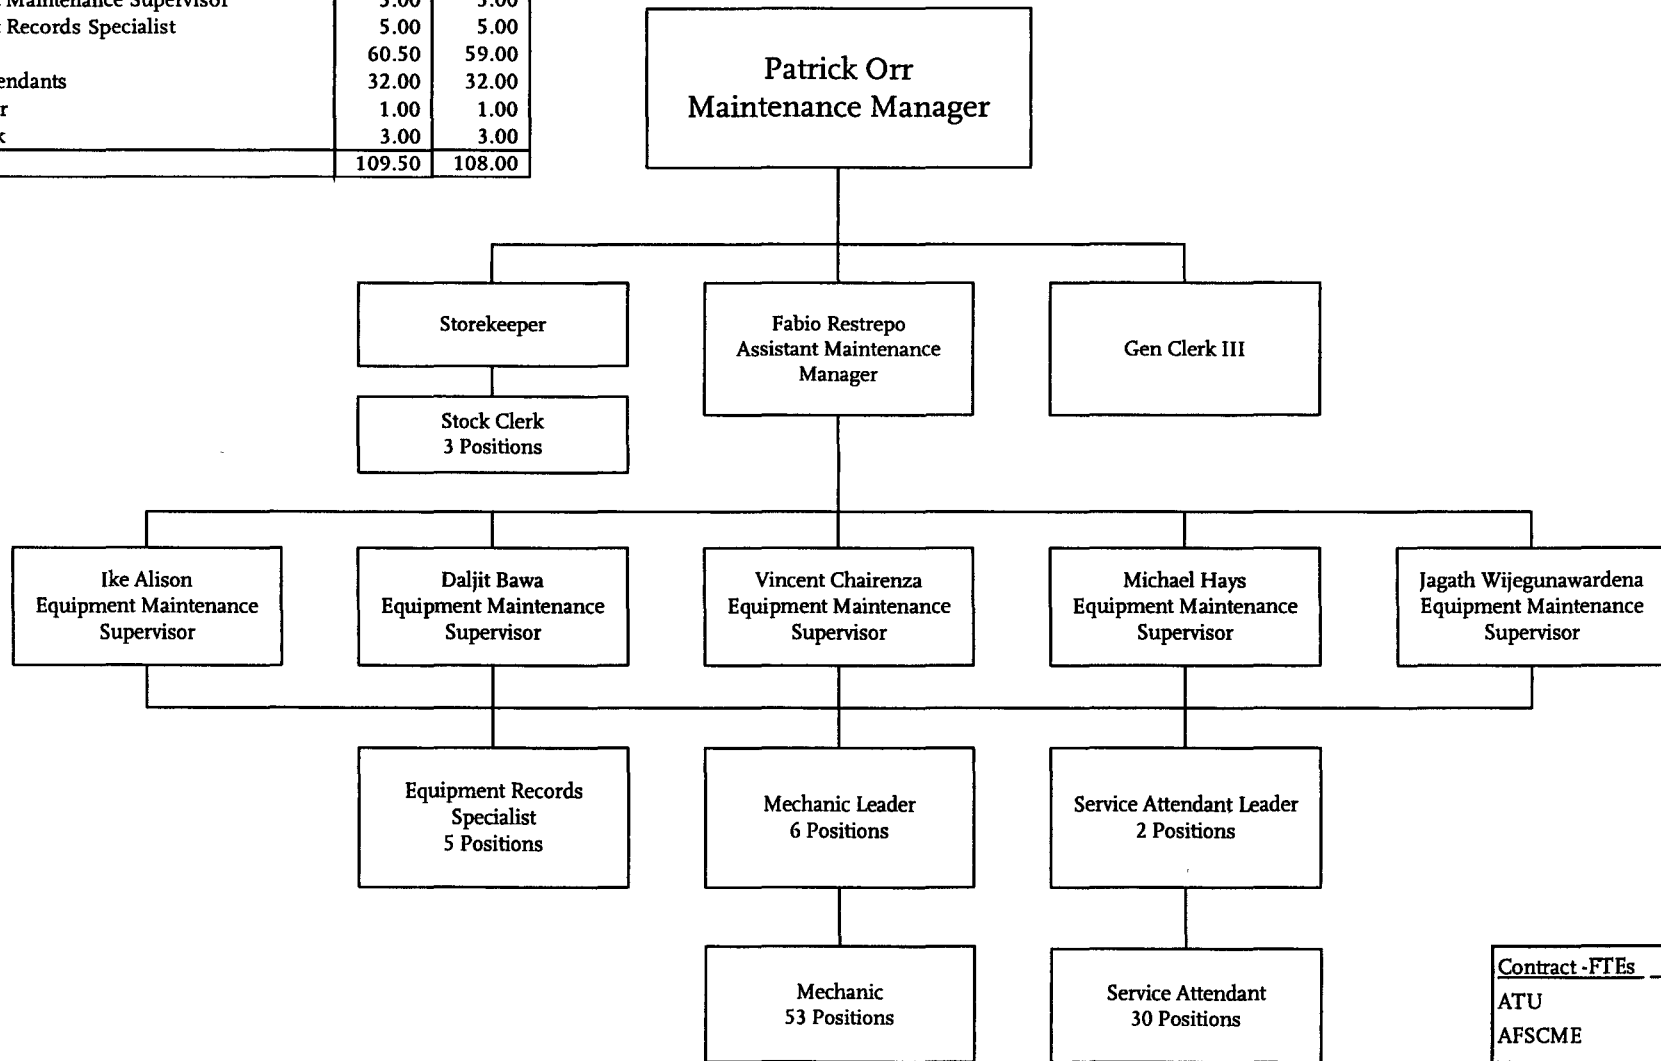 Maintenance Supervisor 5.00 5.00
Records Specialist 5.00 5.00
60.50 59.00
endants 32.00 32.00
r 1.00 1.00
k 3.00 3.00
109.50 108.00
Patrick Orr
Maintenance Manager
Storekeeper
Fabio Restrepo
Assistant Maintenance
Manager
Gen Clerk III
Stock Clerk
3 Positions
Ike Alison
Equipment Maintenance
Supervisor
Daljit Bawa
Equipment Maintenance
Supervisor
Vincent Chairenza
Equipment Maintenance
Supervisor
Michael Hays
Equipment Maintenance
Supervisor
Jagath Wijegunawardena
Equipment Maintenance
Supervisor
Equipment Records
Specialist
5 Positions
Mechanic Leader
6 Positions
Service Attendant Leader
2 Positions
Mechanic
53 Positions
Service Attendant
30 Positions
Contract -FTEs
ATU
AFSCME